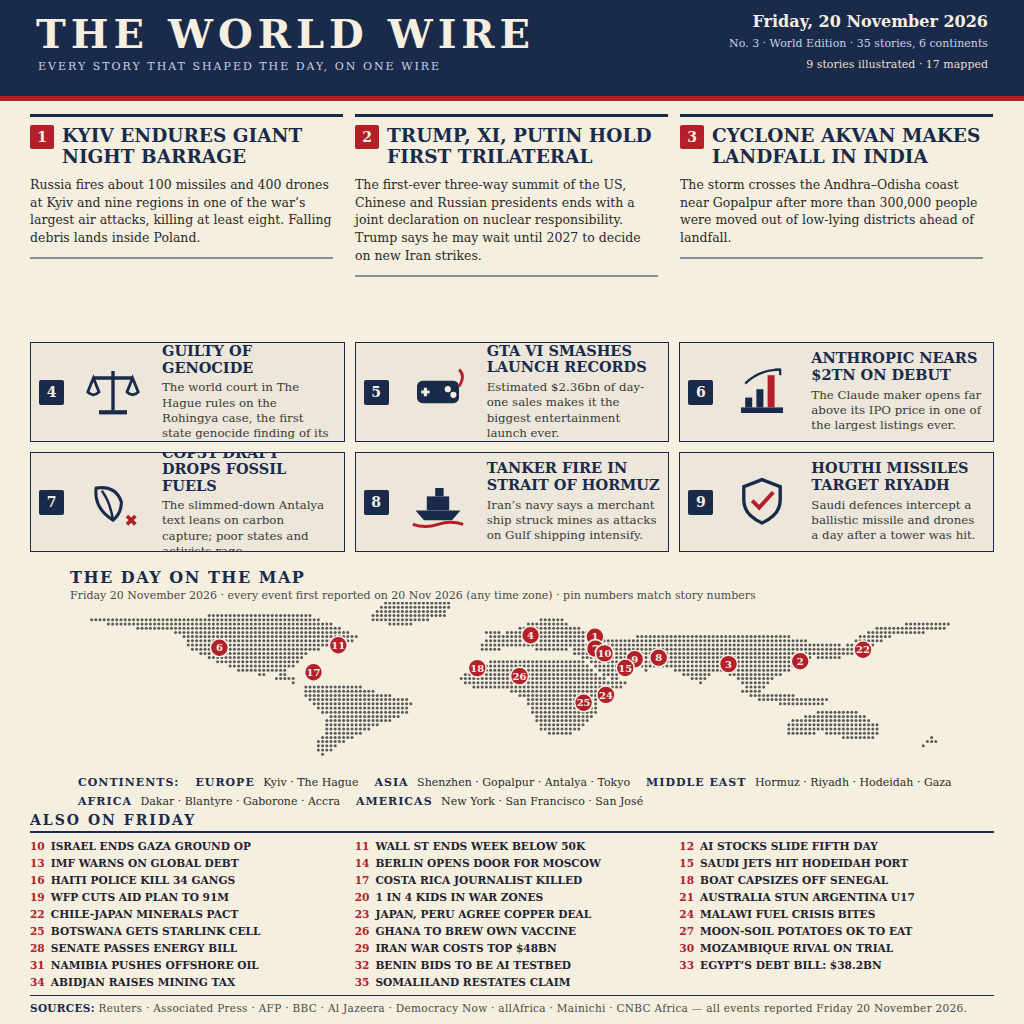 THE WORLD WIRE
EVERY STORY THAT SHAPED THE DAY, ON ONE WIRE
Friday, 20 November 2026
No. 3 · World Edition · 35 stories, 6 continents
9 stories illustrated · 17 mapped
1 KYIV ENDURES GIANT
NIGHT BARRAGE
Russia fires about 100 missiles and 400 drones
at Kyiv and nine regions in one of the war’s
largest air attacks, killing at least eight. Falling
debris lands inside Poland.
2 TRUMP, XI, PUTIN HOLD
FIRST TRILATERAL
The first-ever three-way summit of the US,
Chinese and Russian presidents ends with a
joint declaration on nuclear responsibility.
Trump says he may wait until 2027 to decide
on new Iran strikes.
3 CYCLONE AKVAN MAKES
LANDFALL IN INDIA
The storm crosses the Andhra–Odisha coast
near Gopalpur after more than 300,000 people
were moved out of low-lying districts ahead of
landfall.
4
GUILTY OF
GENOCIDE
The world court in The
Hague rules on the
Rohingya case, the first
state genocide finding of its
5
GTA VI SMASHES
LAUNCH RECORDS
Estimated $2.36bn of day-
one sales makes it the
biggest entertainment
launch ever.
6
ANTHROPIC NEARS
$2TN ON DEBUT
The Claude maker opens far
above its IPO price in one of
the largest listings ever.
7
COP31 DRAFT
DROPS FOSSIL
FUELS
The slimmed-down Antalya
text leans on carbon
capture; poor states and
activists rage.
8
TANKER FIRE IN
STRAIT OF HORMUZ
Iran’s navy says a merchant
ship struck mines as attacks
on Gulf shipping intensify.
9
HOUTHI MISSILES
TARGET RIYADH
Saudi defences intercept a
ballistic missile and drones
a day after a tower was hit.
THE DAY ON THE MAP
Friday 20 November 2026 · every event first reported on 20 Nov 2026 (any time zone) · pin numbers match story numbers
6
11
17
4
1
7
10
9
8
15
18
26
25
24
3
2
22
CONTINENTS: EUROPE Kyiv · The Hague ASIA Shenzhen · Gopalpur · Antalya · Tokyo MIDDLE EAST Hormuz · Riyadh · Hodeidah · Gaza
AFRICA Dakar · Blantyre · Gaborone · Accra AMERICAS New York · San Francisco · San José
ALSO ON FRIDAY
10 ISRAEL ENDS GAZA GROUND OP
11 WALL ST ENDS WEEK BELOW 50K
12 AI STOCKS SLIDE FIFTH DAY
13 IMF WARNS ON GLOBAL DEBT
14 BERLIN OPENS DOOR FOR MOSCOW
15 SAUDI JETS HIT HODEIDAH PORT
16 HAITI POLICE KILL 34 GANGS
17 COSTA RICA JOURNALIST KILLED
18 BOAT CAPSIZES OFF SENEGAL
19 WFP CUTS AID PLAN TO 91M
20 1 IN 4 KIDS IN WAR ZONES
21 AUSTRALIA STUN ARGENTINA U17
22 CHILE-JAPAN MINERALS PACT
23 JAPAN, PERU AGREE COPPER DEAL
24 MALAWI FUEL CRISIS BITES
25 BOTSWANA GETS STARLINK CELL
26 GHANA TO BREW OWN VACCINE
27 MOON-SOIL POTATOES OK TO EAT
28 SENATE PASSES ENERGY BILL
29 IRAN WAR COSTS TOP $48BN
30 MOZAMBIQUE RIVAL ON TRIAL
31 NAMIBIA PUSHES OFFSHORE OIL
32 BENIN BIDS TO BE AI TESTBED
33 EGYPT’S DEBT BILL: $38.2BN
34 ABIDJAN RAISES MINING TAX
35 SOMALILAND RESTATES CLAIM
SOURCES: Reuters · Associated Press · AFP · BBC · Al Jazeera · Democracy Now · allAfrica · Mainichi · CNBC Africa — all events reported Friday 20 November 2026.